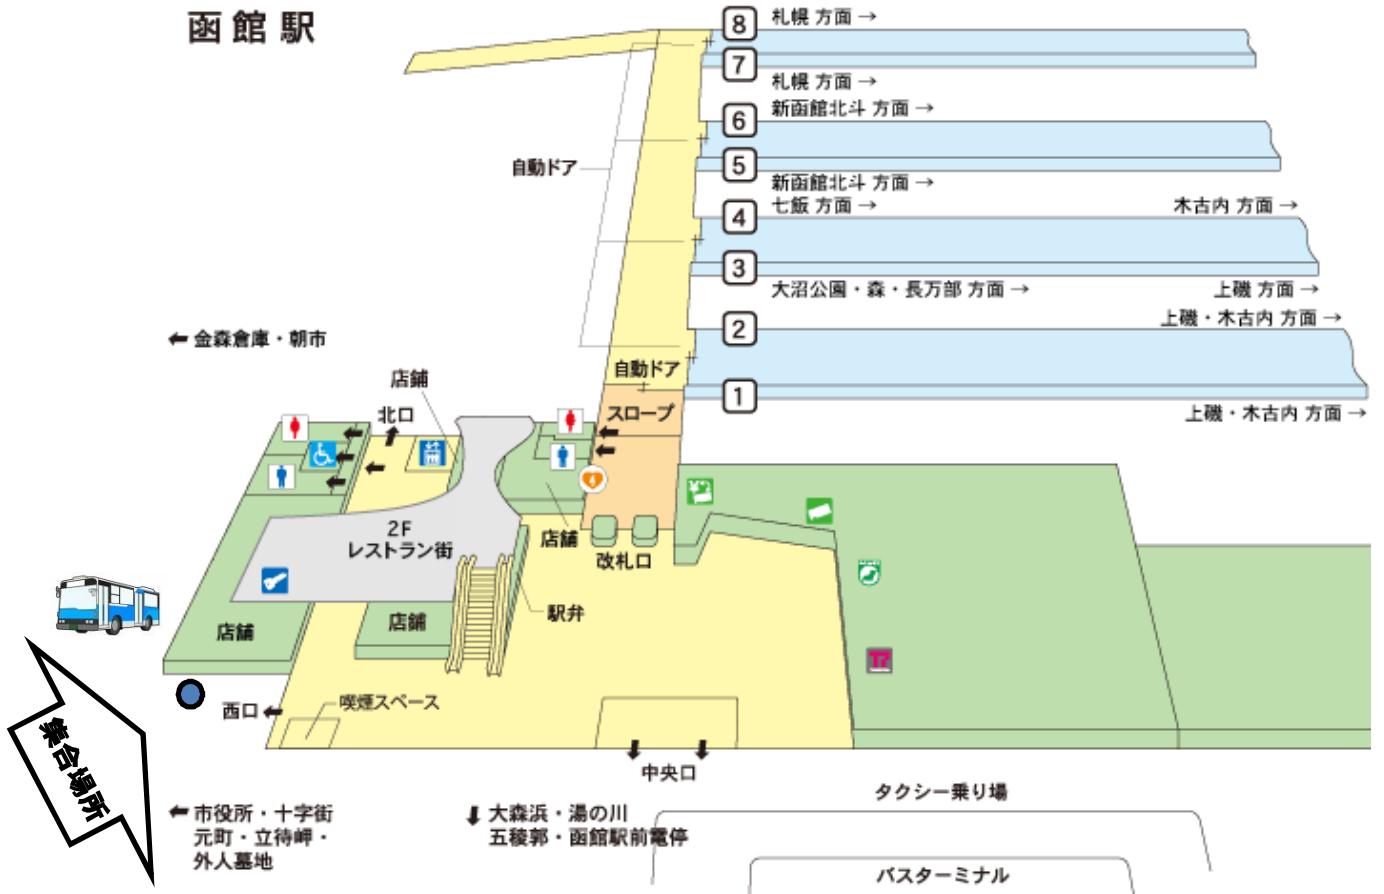 函館駅
8
札幌 方面 →
7
札幌 方面 →
新函館北斗 方面 →
6
自動ドア
5
新函館北斗 方面 →
七飯 方面 →
木古内 方面 →
4
3
大沼公園・森・長万部 方面 →
上磯 方面 →
上磯・木古内 方面 →
2
← 金森倉庫・朝市
自動ドア
店舗
1
スロープ
上磯・木古内 方面 →
北口
2F
レストラン街
店舗
改札口
駅弁
店舗
店舗
西口 ←
喫煙スペース
集合場所
中央口
タクシー乗り場
← 市役所・十字街
元町・立待岬・
外人墓地
↓ 大森浜・湯の川
五稜郭・函館駅前電停
バスターミナル